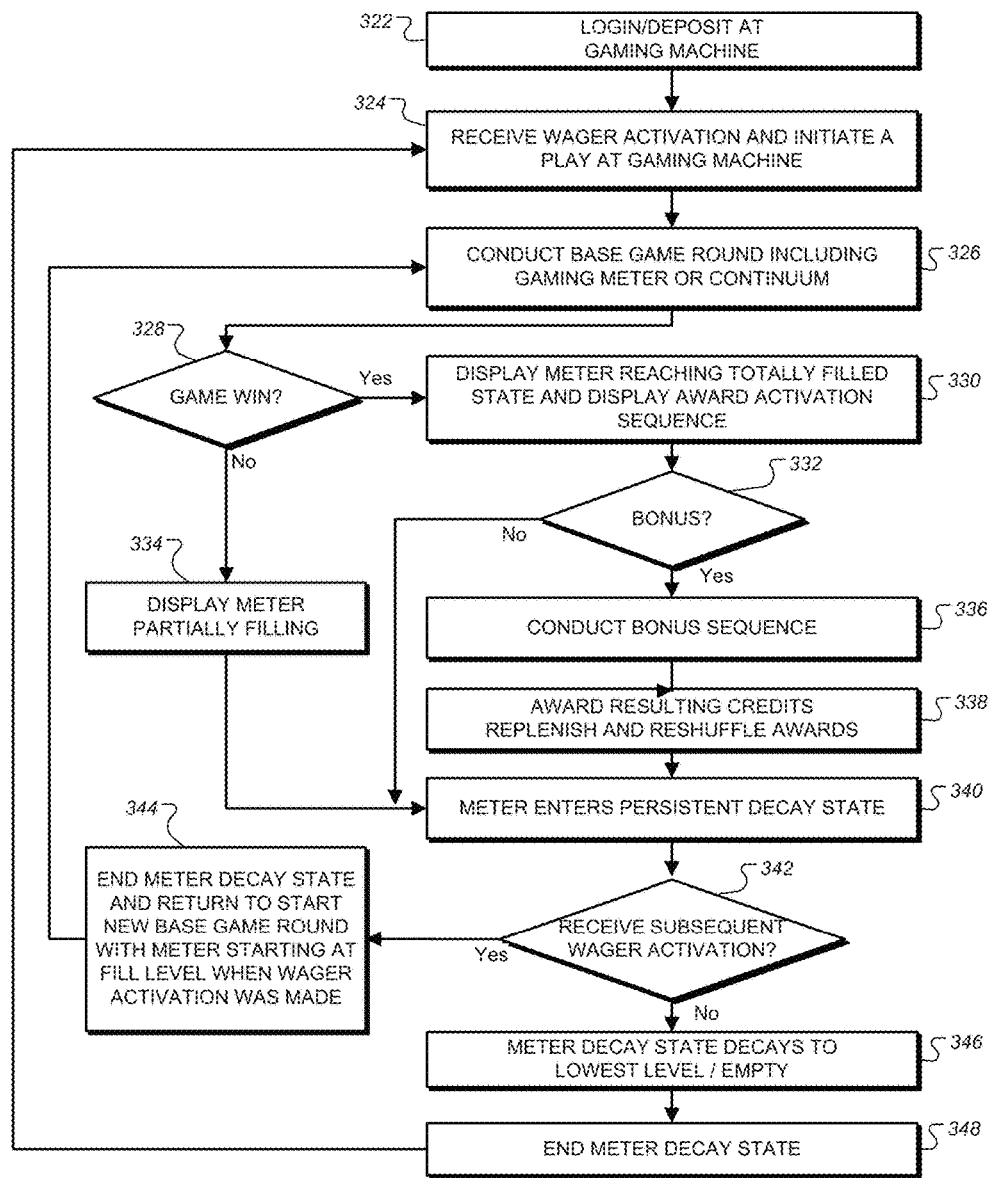 322
LOGIN/DEPOSIT AT
GAMING MACHINE
324
RECEIVE WAGER ACTIVATION AND INITIATE A
PLAY AT GAMING MACHINE
CONDUCT BASE GAME ROUND INCLUDING
GAMING METER OR CONTINUUM
326
328
GAME WIN?
Yes
No
DISPLAY METER REACHING TOTALLY FILLED
STATE AND DISPLAY AWARD ACTIVATION
SEQUENCE
330
332
BONUS?
No
Yes
334
DISPLAY METER
PARTIALLY FILLING
CONDUCT BONUS SEQUENCE
336
AWARD RESULTING CREDITS
REPLENISH AND RESHUFFLE AWARDS
338
METER ENTERS PERSISTENT DECAY STATE
340
344
END METER DECAY STATE
AND RETURN TO START
NEW BASE GAME ROUND
WITH METER STARTING AT
FILL LEVEL WHEN WAGER
ACTIVATION WAS MADE
342
RECEIVE SUBSEQUENT
WAGER ACTIVATION?
Yes
No
METER DECAY STATE DECAYS TO
LOWEST LEVEL / EMPTY
346
END METER DECAY STATE
348